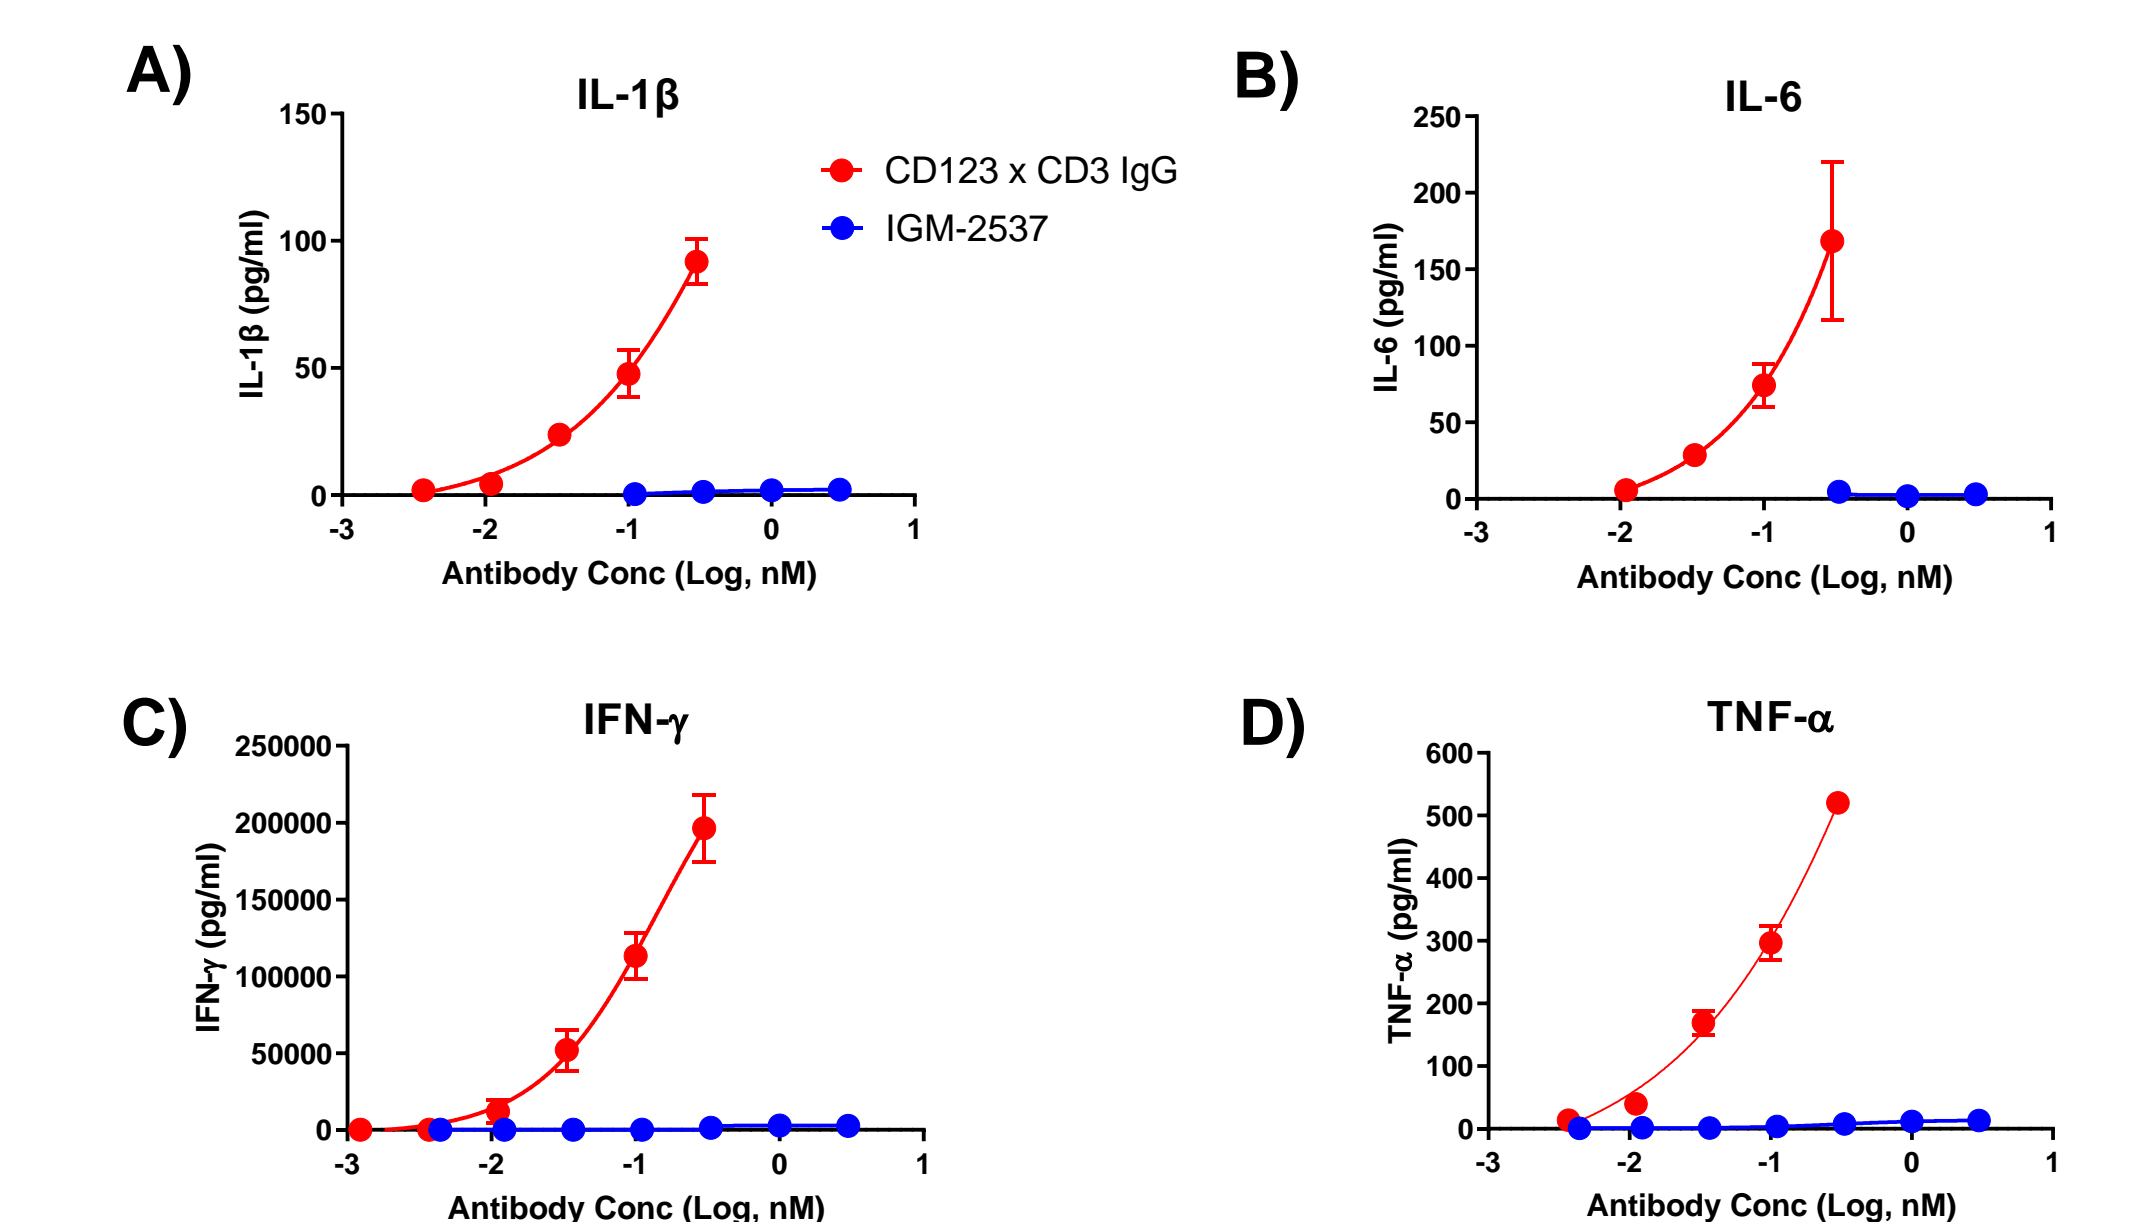 A)
IL-1β
150
100
50
0
IL-1β (pg/ml)
-3 -2 -1 0 1
Antibody Conc (Log, nM)
CD123 x CD3 IgG
IGM-2537
B)
IL-6
250
200
150
100
50
0
IL-6 (pg/ml)
-3 -2 -1 0 1
Antibody Conc (Log, nM)
C)
IFN-γ
250000
200000
150000
100000
50000
0
IFN-γ (pg/ml)
-3 -2 -1 0 1
Antibody Conc (Log, nM)
D)
TNF-α
600
500
400
300
200
100
0
TNF-α (pg/ml)
-3 -2 -1 0 1
Antibody Conc (Log, nM)